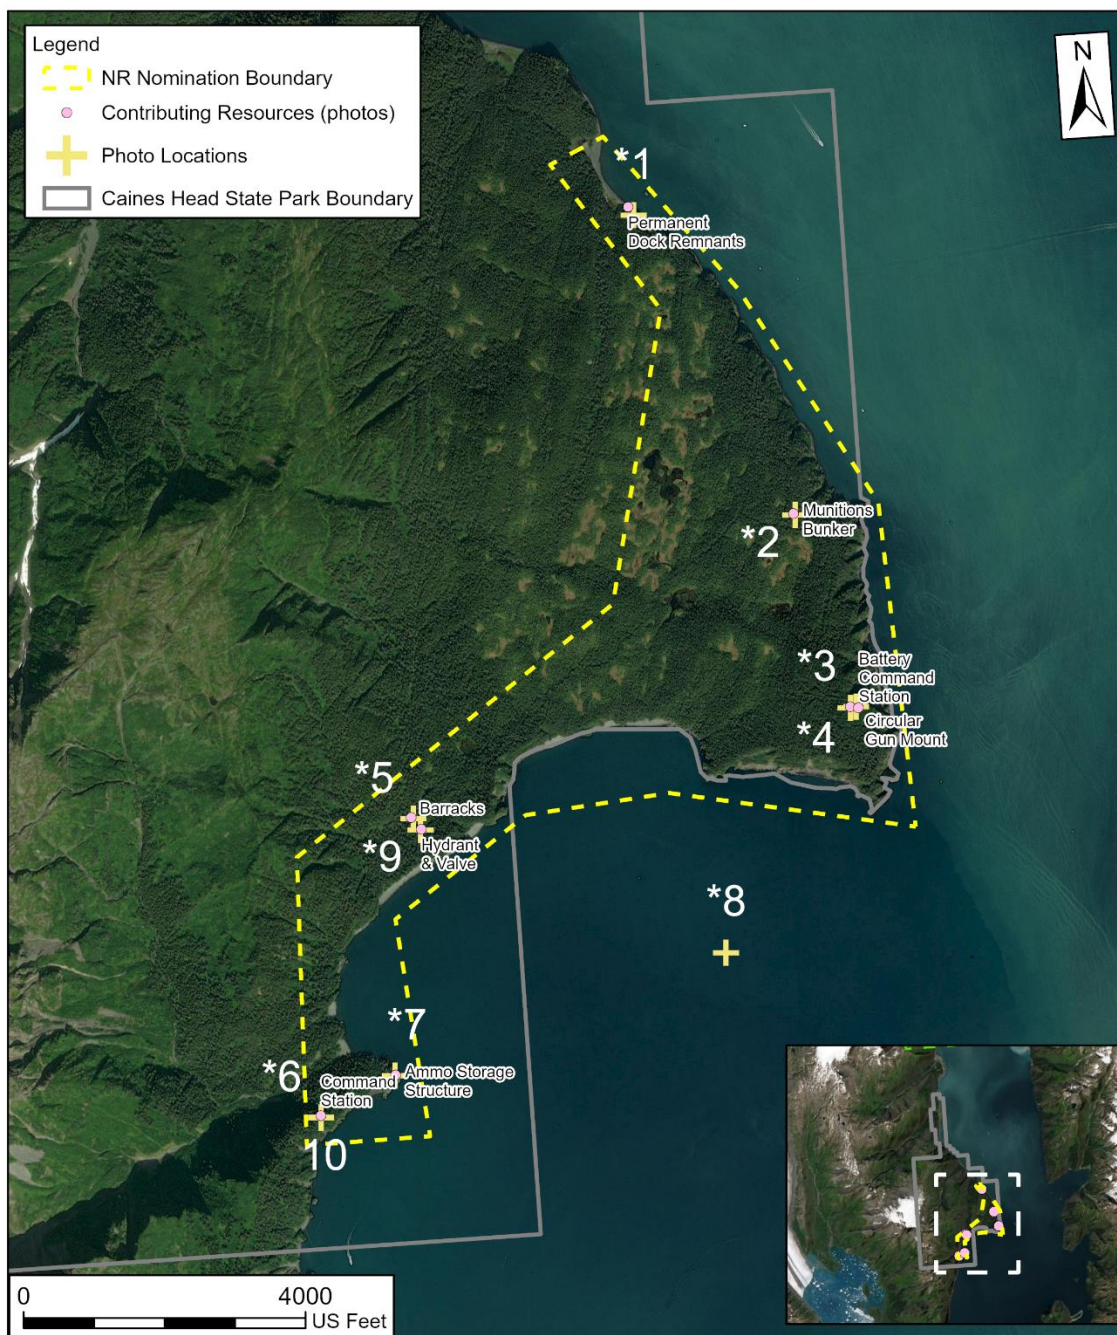 Legend
NR Nomination Boundary
Contributing Resources (photos)
Photo Locations
Caines Head State Park Boundary
N
*1
Permanent
Dock Remnants
Munitions
Bunker
*2
*3
Battery
Command
Station
*4
Circular
Gun Mount
*5
Barracks
*9
Hydrant
& Valve
*8
*7
*6
Ammo Storage
Structure
Command
Station
10
0
4000
US Feet